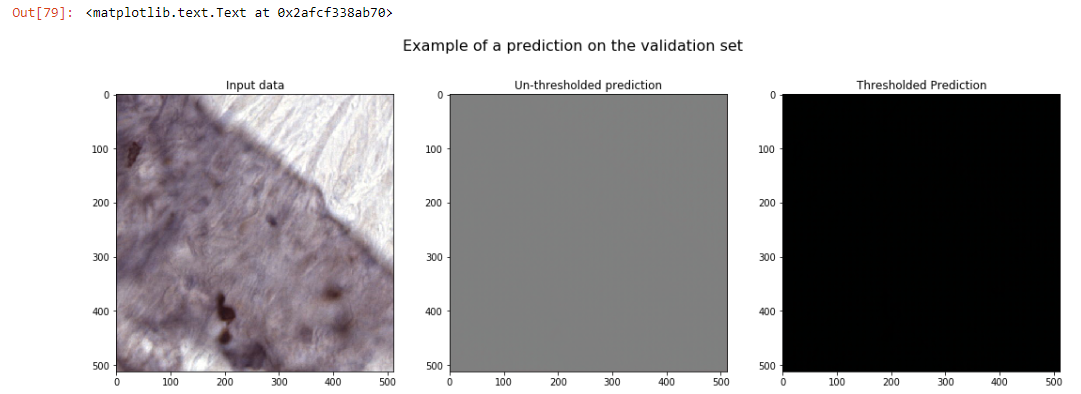 Out[79]: <matplotlib.text.Text at 0x2afcf338ab70>
Example of a prediction on the validation set
Input data
0
100
200
300
400
500
0 100 200 300 400 500
Un-thresholded prediction
0
100
200
300
400
500
0 100 200 300 400 500
Thresholded Prediction
0
100
200
300
400
500
0 100 200 300 400 500